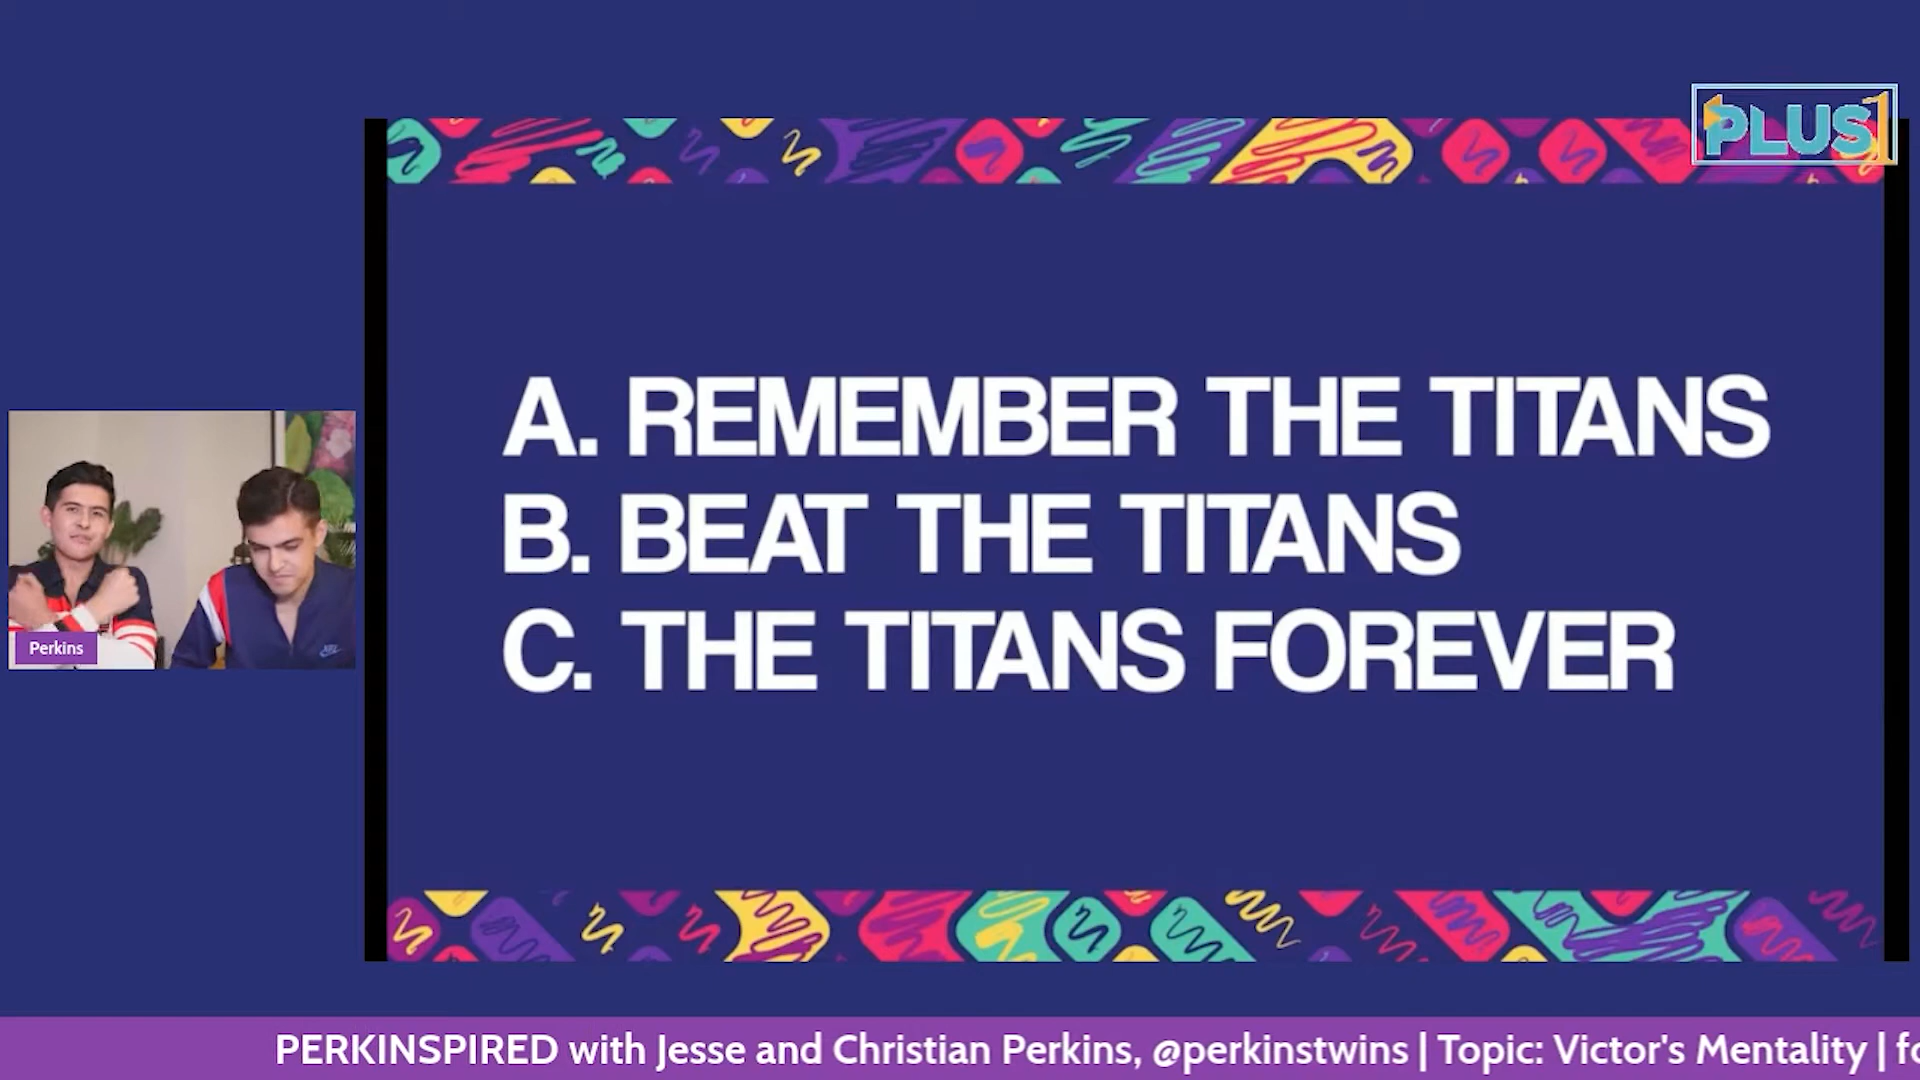 PLUS1
A. REMEMBER THE TITANS
B. BEAT THE TITANS
C. THE TITANS FOREVER
Perkins
PERKINSPIRED with Jesse and Christian Perkins, @perkinstwins | Topic: Victor's Mentality |